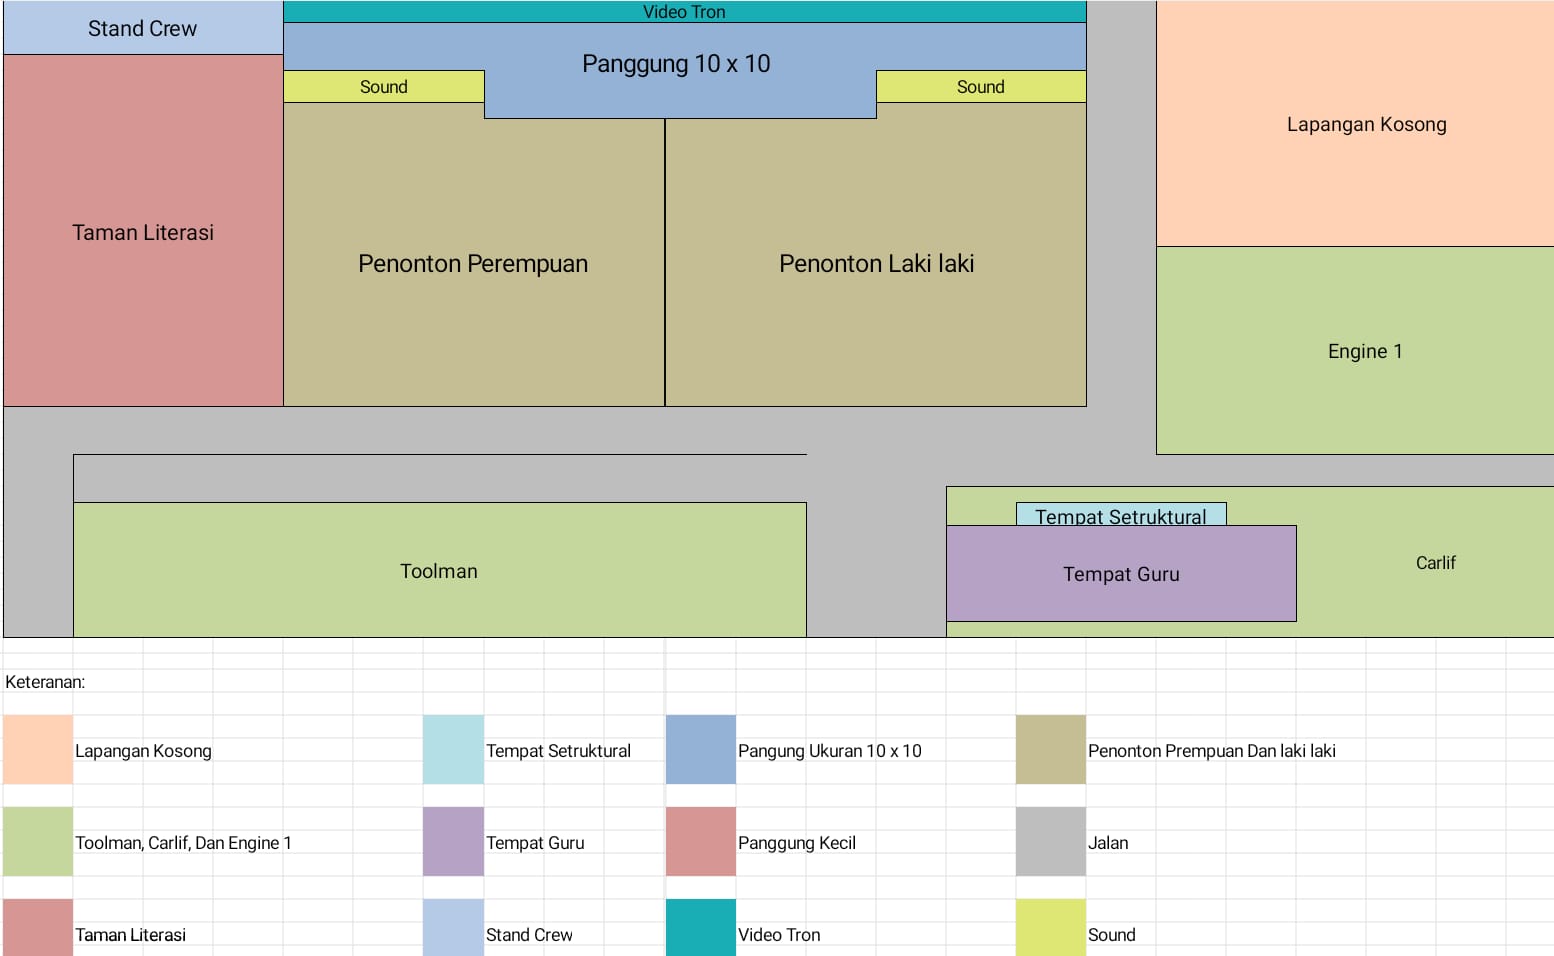 Stand Crew
Video Tron
Panggung 10 x 10
Sound
Sound
Lapangan Kosong
Taman Literasi
Penonton Perempuan
Penonton Laki laki
Engine 1
Tempat Setruktural
Toolman
Tempat Guru
Carlif
Keteranan:
Lapangan Kosong
Tempat Setruktural
Pangung Ukuran 10 x 10
Penonton Prempuan Dan laki laki
Toolman, Carlif, Dan Engine 1
Tempat Guru
Panggung Kecil
Jalan
Taman Literasi
Stand Crew
Video Tron
Sound